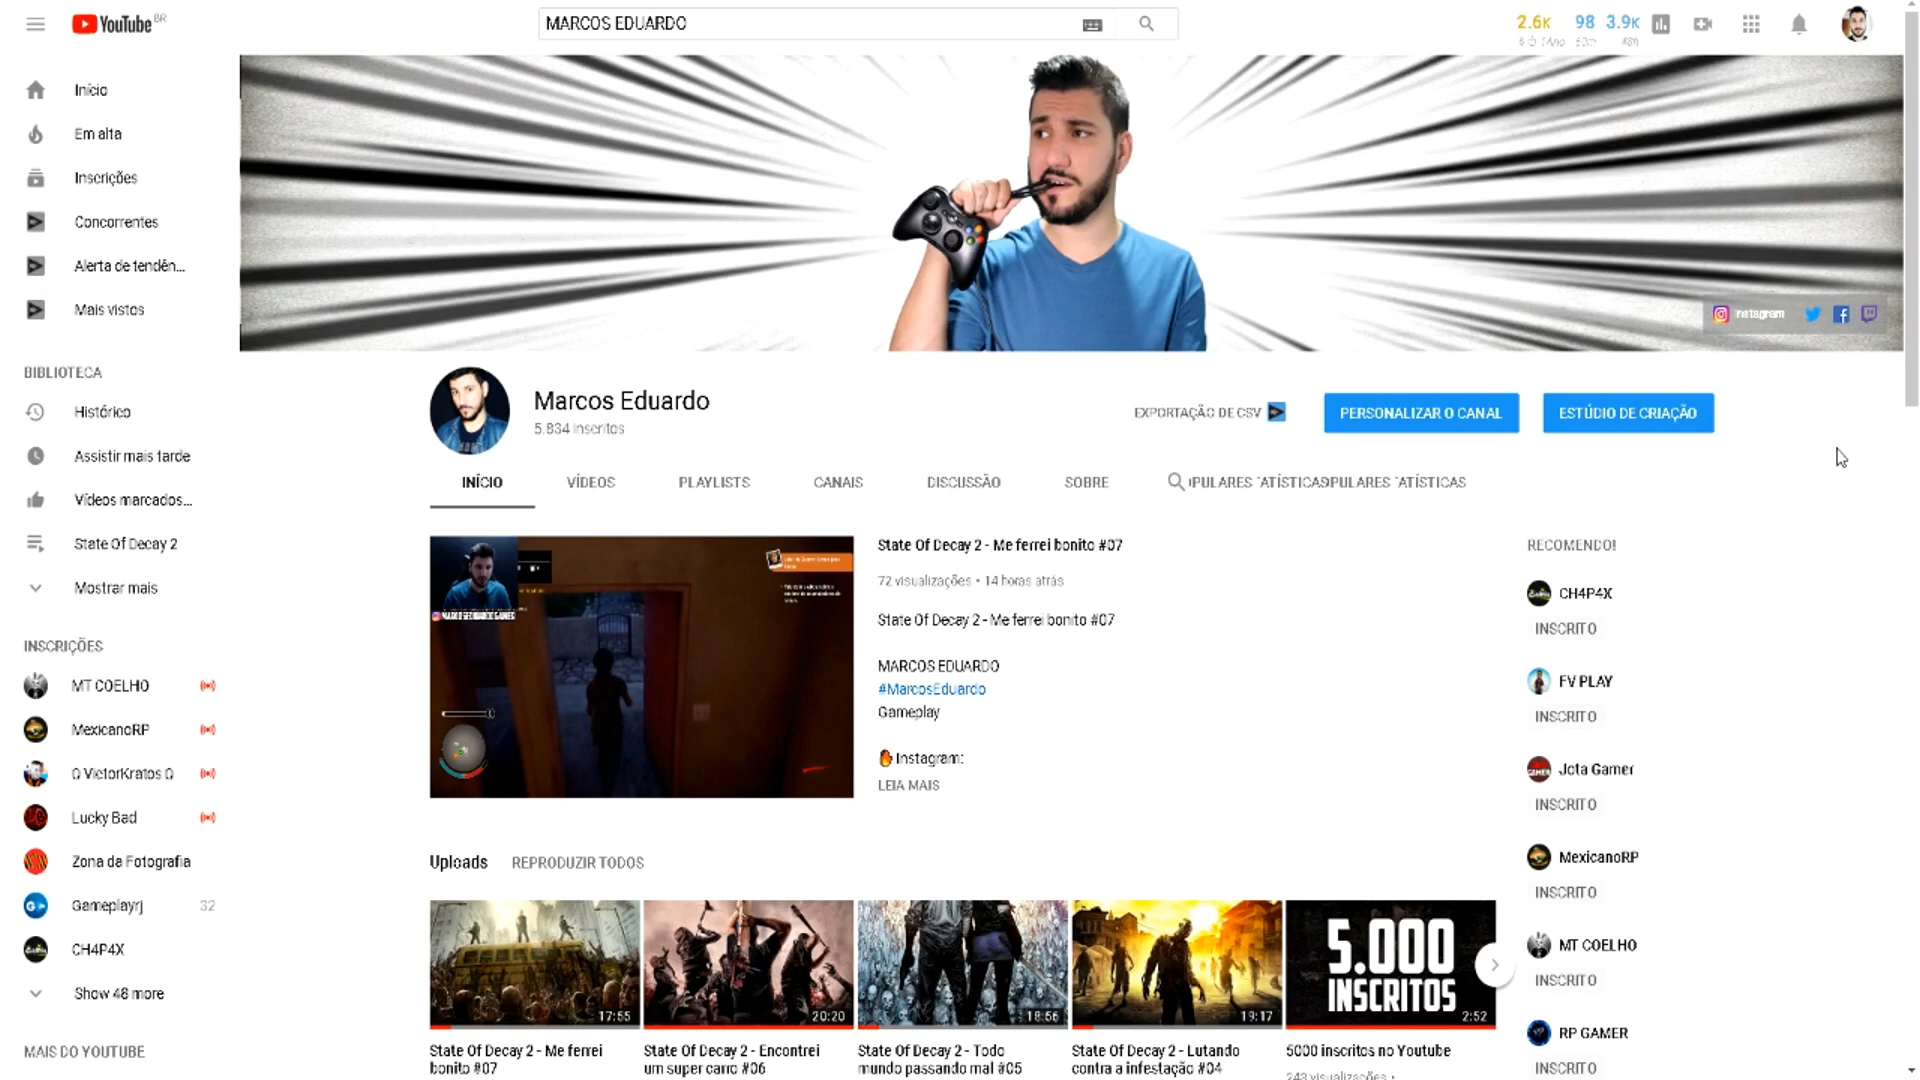 YouTube BR
MARCOS EDUARDO
2.6K 98 3.9K
Início
Em alta
Inscrições
Concorrentes
Alerta de tendên...
Mais vistos
Instagram
BIBLIOTECA
Histórico
Assistir mais tarde
Vídeos marcados...
State Of Decay 2
Mostrar mais
INSCRIÇÕES
MT COELHO
MexicanoRP
Lucky Bad
Zona da Fotografia
Gameplayrj 32
CH4P4X
Show 48 more
MAIS DO YOUTUBE
Marcos Eduardo
5.834 inscritos
EXPORTAÇÃO DE CSV
PERSONALIZAR O CANAL
ESTÚDIO DE CRIAÇÃO
INÍCIO VÍDEOS PLAYLISTS CANAIS DISCUSSÃO SOBRE
State Of Decay 2 - Me ferrei bonito #07
72 visualizações • 14 horas atrás
State Of Decay 2 - Me ferrei bonito #07
MARCOS EDUARDO
#MarcosEduardo
Gameplay
Instagram:
LEIA MAIS
RECOMENDO!
CH4P4X
INSCRITO
FV PLAY
INSCRITO
Jota Gamer
INSCRITO
MexicanoRP
INSCRITO
MT COELHO
INSCRITO
RP GAMER
INSCRITO
Uploads REPRODUZIR TODOS
17:55
20:20
18:56
19:17
5.000
INSCRITOS
2:52
State Of Decay 2 - Me ferrei
bonito #07
State Of Decay 2 - Encontrei
um super carro #06
State Of Decay 2 - Todo
mundo passando mal #05
State Of Decay 2 - Lutando
contra a infestação #04
5000 inscritos no Youtube
243 visualizações •